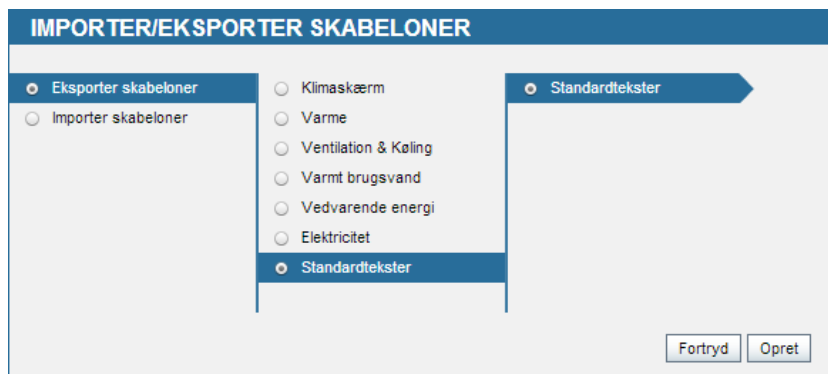 IMPORTER/EKSPORTER SKABELONER
Eksporter skabeloner
Importer skabeloner
Klimaskærm
Varme
Ventilation & Køling
Varmt brugsvand
Vedvarende energi
Elektricitet
Standardtekster
Standardtekster
Fortryd
Opret